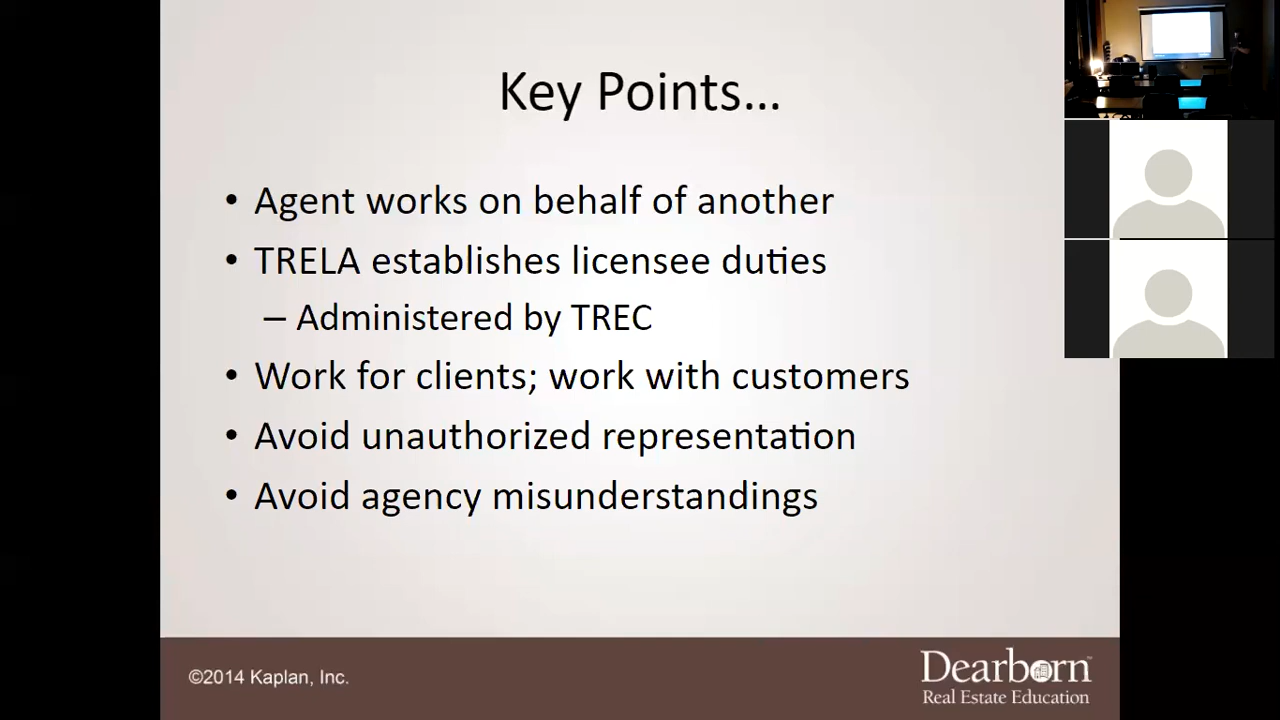 Key Points…
• Agent works on behalf of another
• TRELA establishes licensee duties
– Administered by TREC
• Work for clients; work with customers
• Avoid unauthorized representation
• Avoid agency misunderstandings
©2014 Kaplan, Inc.
Dearborn™
Real Estate Education